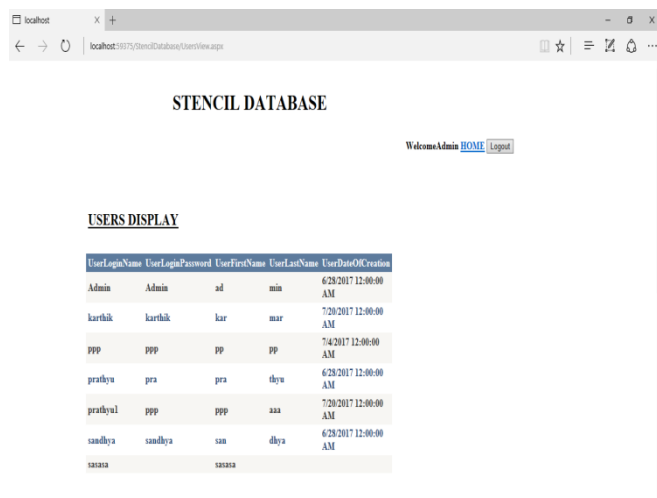 localhost
localhost:59375/StencilDatabase/UsersView.aspx
STENCIL DATABASE
WelcomeAdmin HOME Logout
USERS DISPLAY
UserLoginName UserLoginPassword UserFirstName UserLastName UserDateOfCreation
Admin Admin ad min 6/28/2017 12:00:00 AM
karthik karthik kar mar 7/20/2017 12:00:00 AM
ppp ppp pp pp 7/4/2017 12:00:00 AM
prathyu pra pra thyu 6/28/2017 12:00:00 AM
prathyu1 ppp ppp aaa 7/20/2017 12:00:00 AM
sandhya sandhya san dhya 6/28/2017 12:00:00 AM
sasasa sasasa